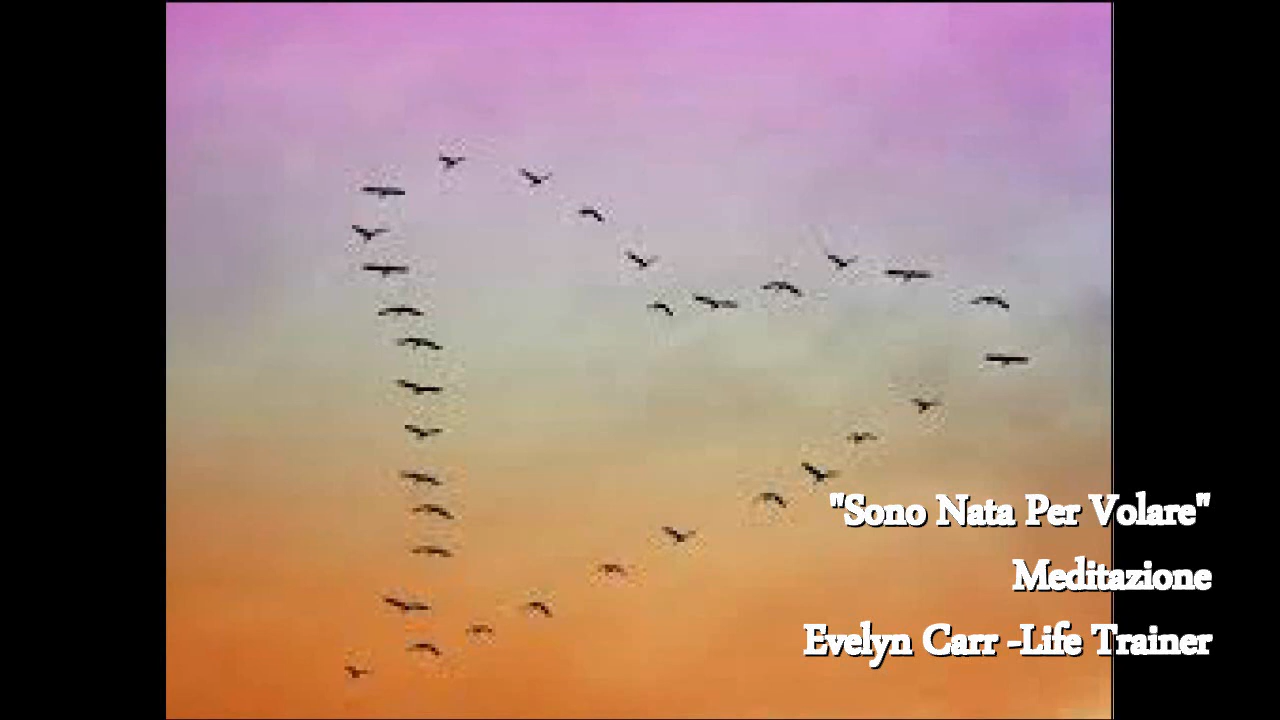 "Sono Nata Per Volare"
Meditazione
Evelyn Carr -Life Trainer